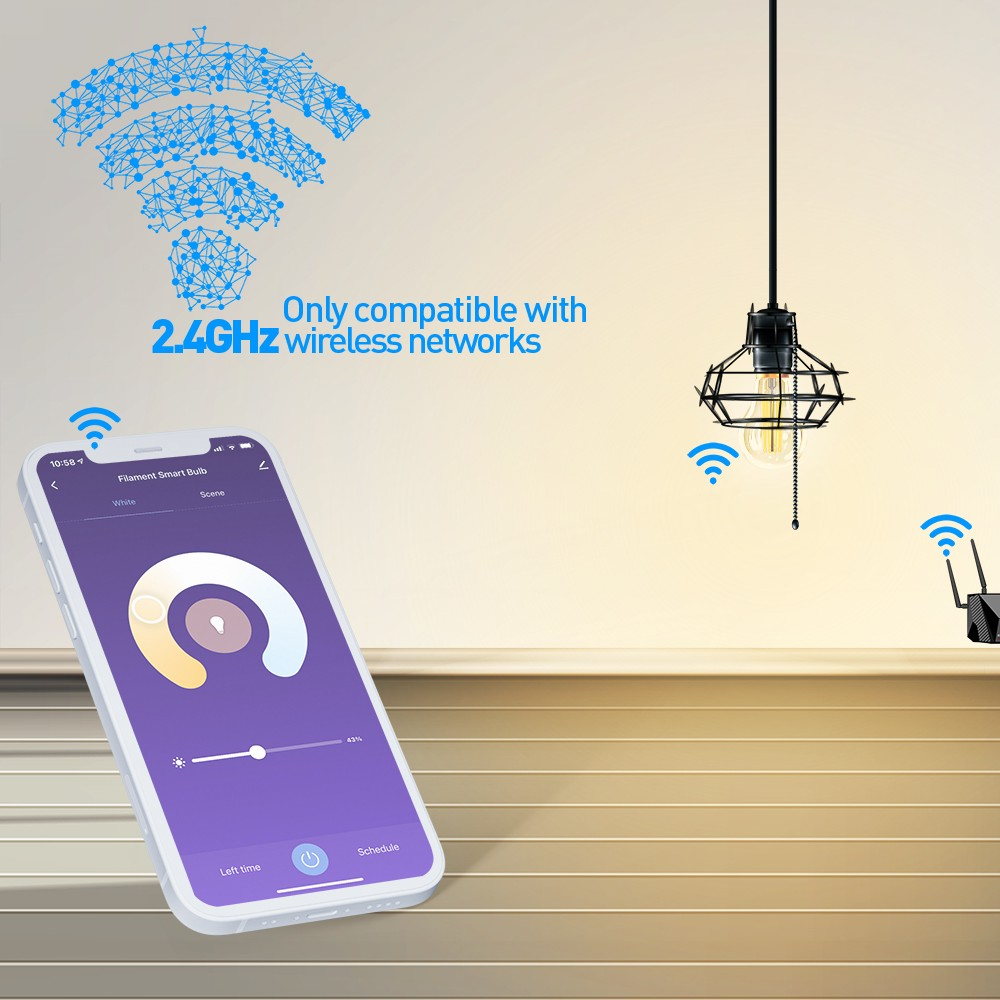 Only compatible with
2.4GHz wireless networks
10:58
Filament Smart Bulb
White
Scene
43%
Left time
Schedule